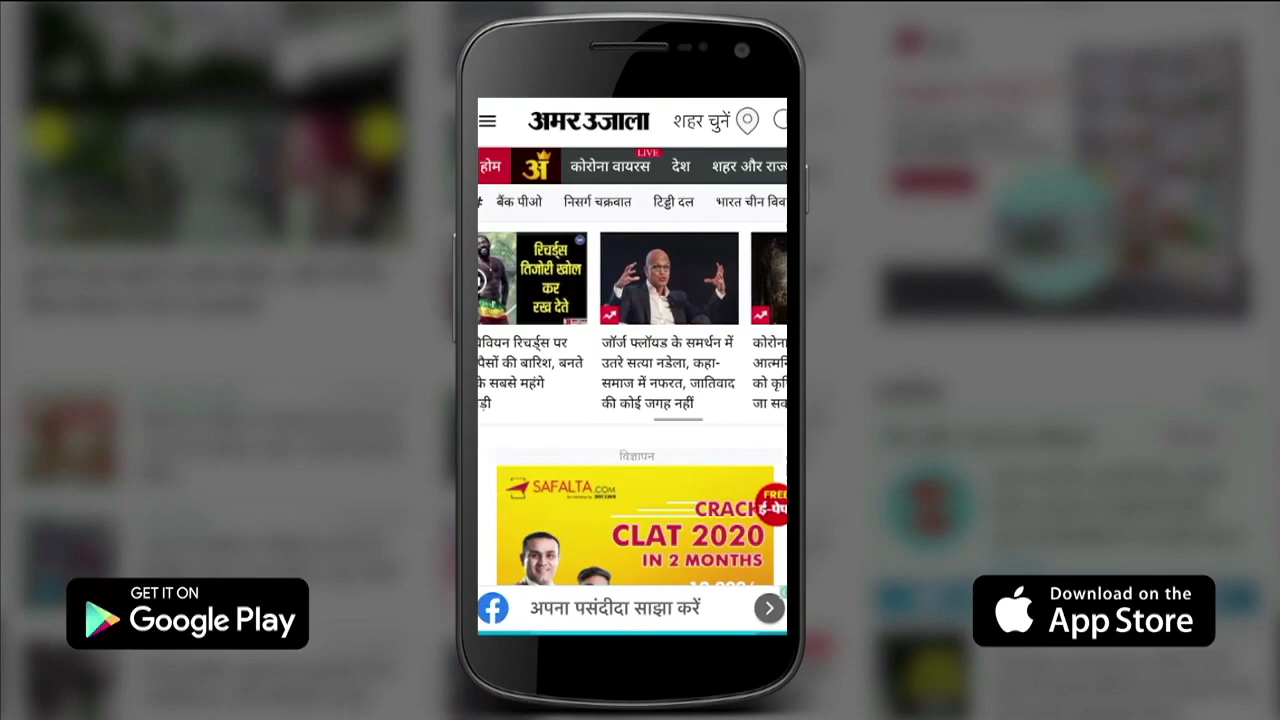 अमर उजाला
शहर चुनें
LIVE
होम
अ
कोरोना वायरस
देश
शहर और राज्य
# बैंक पीओ
निसर्ग चक्रवात
टिड्डी दल
भारत चीन
रिचर्ड्स
तिजोरी खोल
कर
रख देते
वियन रिचर्ड्स पर
पैसों की बारिश, बनते
के सबसे महंगे
जॉर्ज फ्लॉयड के समर्थन में
उतरे सत्या नडेला, कहा-
समाज में नफरत, जातिवाद
की कोई जगह नहीं
कोरोना
को
जा
विज्ञापन
SAFALTA.COM
FREE
ई-पेप
CRACK
CLAT 2020
IN 2 MONTHS
अपना पसंदीदा साझा करें
GET IT ON
Google Play
Download on the
App Store